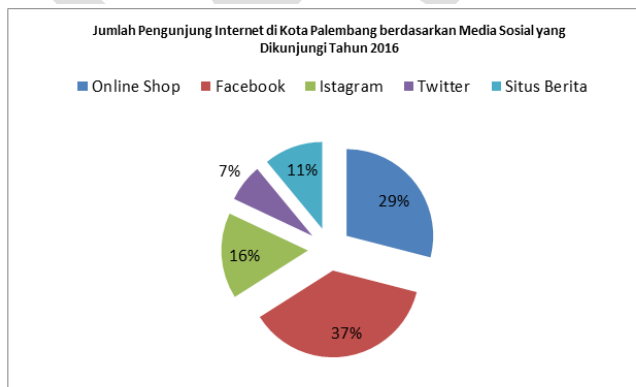 Jumlah Pengunjung Internet di Kota Palembang berdasarkan Media Sosial yang
Dikunjungi Tahun 2016
Online Shop Facebook Istagram Twitter Situs Berita
7%
11%
29%
16%
37%